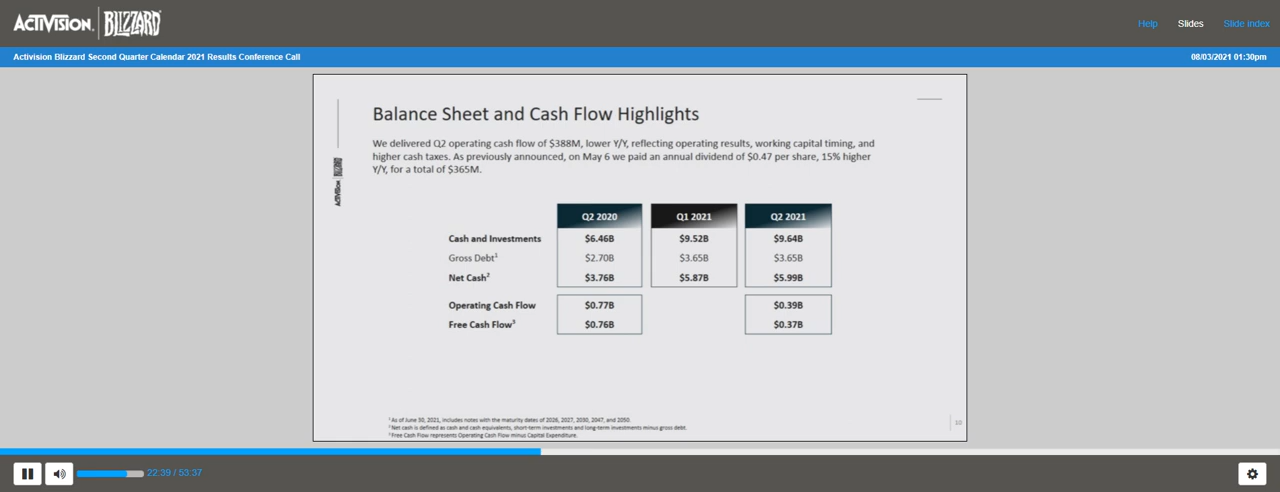 ACTIVISION. BLIZZARD
Help Slides Slide index
Activision Blizzard Second Quarter Calendar 2021 Results Conference Call 08/03/2021 01:30pm
Balance Sheet and Cash Flow Highlights
We delivered Q2 operating cash flow of $388M, lower Y/Y, reflecting operating results, working capital timing, and
higher cash taxes. As previously announced, on May 6 we paid an annual dividend of $0.47 per share, 15% higher
Y/Y, for a total of $365M.
ACTIVISION BLIZZARD
Q2 2020 Q1 2021 Q2 2021
Cash and Investments $6.46B $9.52B $9.64B
Gross Debt1 $2.70B $3.65B $3.65B
Net Cash2 $3.76B $5.87B $5.99B
Operating Cash Flow $0.77B $0.39B
Free Cash Flow3 $0.76B $0.37B
1 As of June 30, 2021, includes notes with the maturity dates of 2026, 2027, 2030, 2047, and 2050.
2 Net cash is defined as cash and cash equivalents, short-term investments and long-term investments minus gross debt.
3 Free Cash Flow represents Operating Cash Flow minus Capital Expenditure.
10
22:39 / 53:37